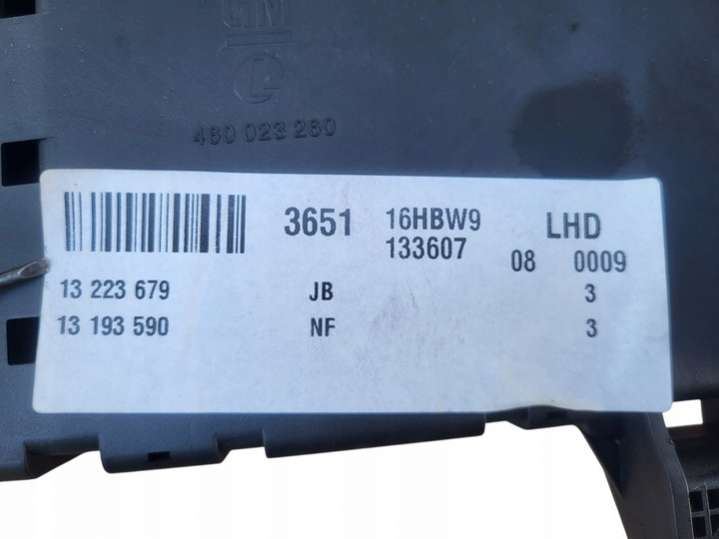 GM
460 023 260
3651 16HBW9 LHD
133607 08 0009
13 223 679 JB 3
13 193 590 NF 3